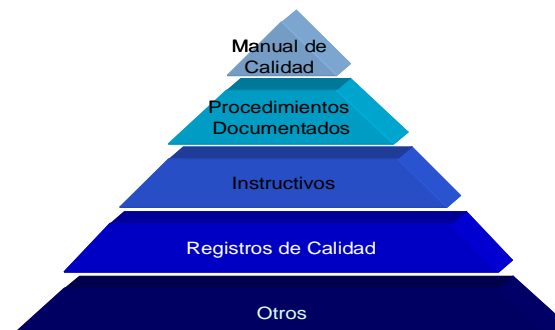 Manual de
Calidad
Procedimientos
Documentados
Instructivos
Registros de Calidad
Otros